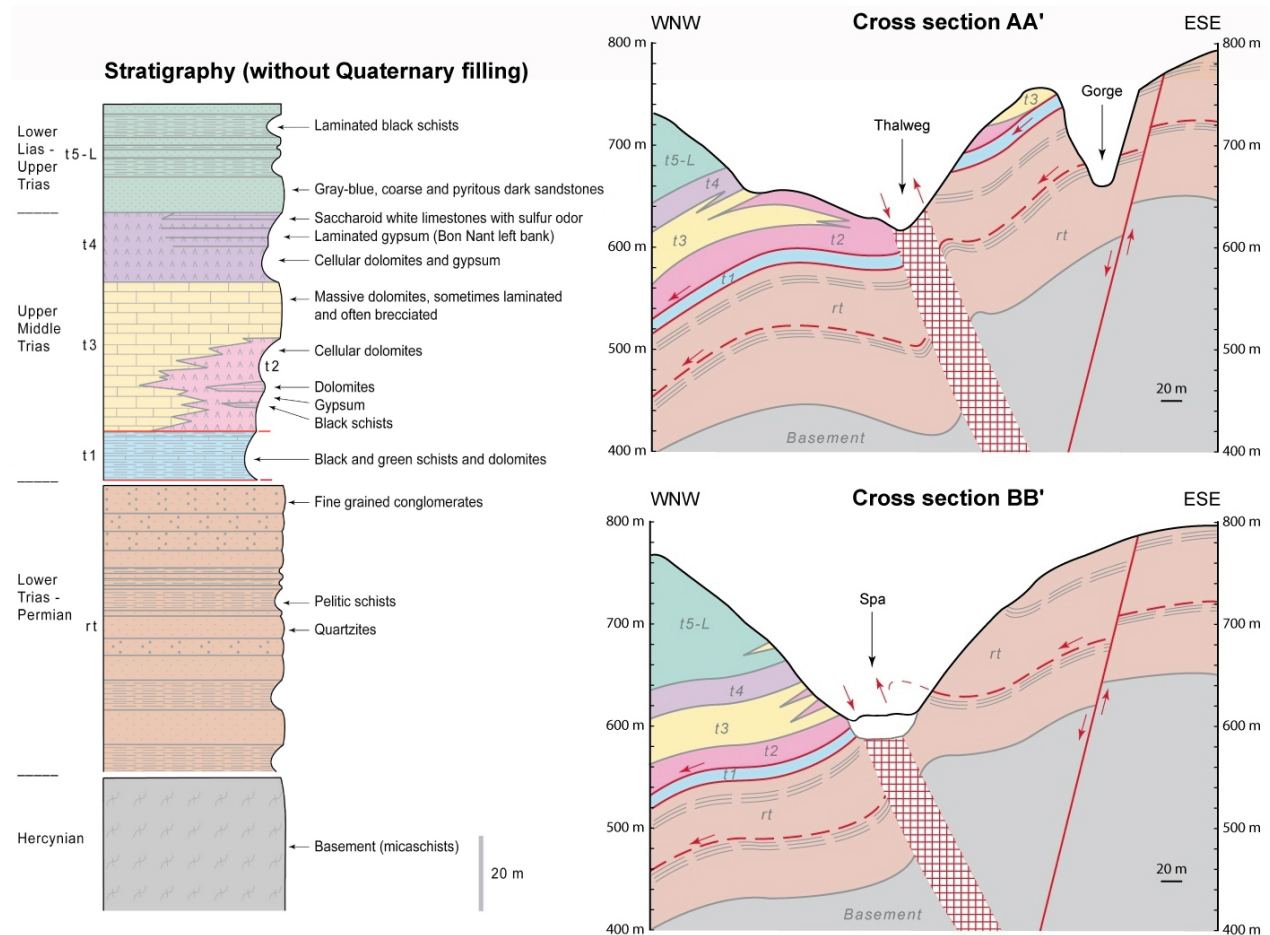 Stratigraphy (without Quaternary filling)
Lower
Lias -
Upper
Trias
t5-L
Laminated black schists
Gray-blue, coarse and pyritous dark sandstones
Saccharoid white limestones with sulfur odor
t4
Laminated gypsum (Bon Nant left bank)
Cellular dolomites and gypsum
Upper
Middle
Trias
Massive dolomites, sometimes laminated
and often brecciated
t3
Cellular dolomites
t2
Dolomites
Gypsum
Black schists
t1
Black and green schists and dolomites
Fine grained conglomerates
Lower
Trias -
Permian
Pelitic schists
rt
Quartzites
Hercynian
Basement (micaschists)
20 m
WNW
Cross section AA'
ESE
800 m
800 m
t3
Gorge
Thalweg
700 m
700 m
t5-L
t4
600 m
600 m
t3
t2
rt
t1
rt
500 m
500 m
20 m
Basement
400 m
400 m
WNW
Cross section BB'
ESE
800 m
800 m
Spa
700 m
700 m
t5-L
rt
t4
600 m
600 m
t3
t2
t1
rt
500 m
500 m
20 m
Basement
400 m
400 m